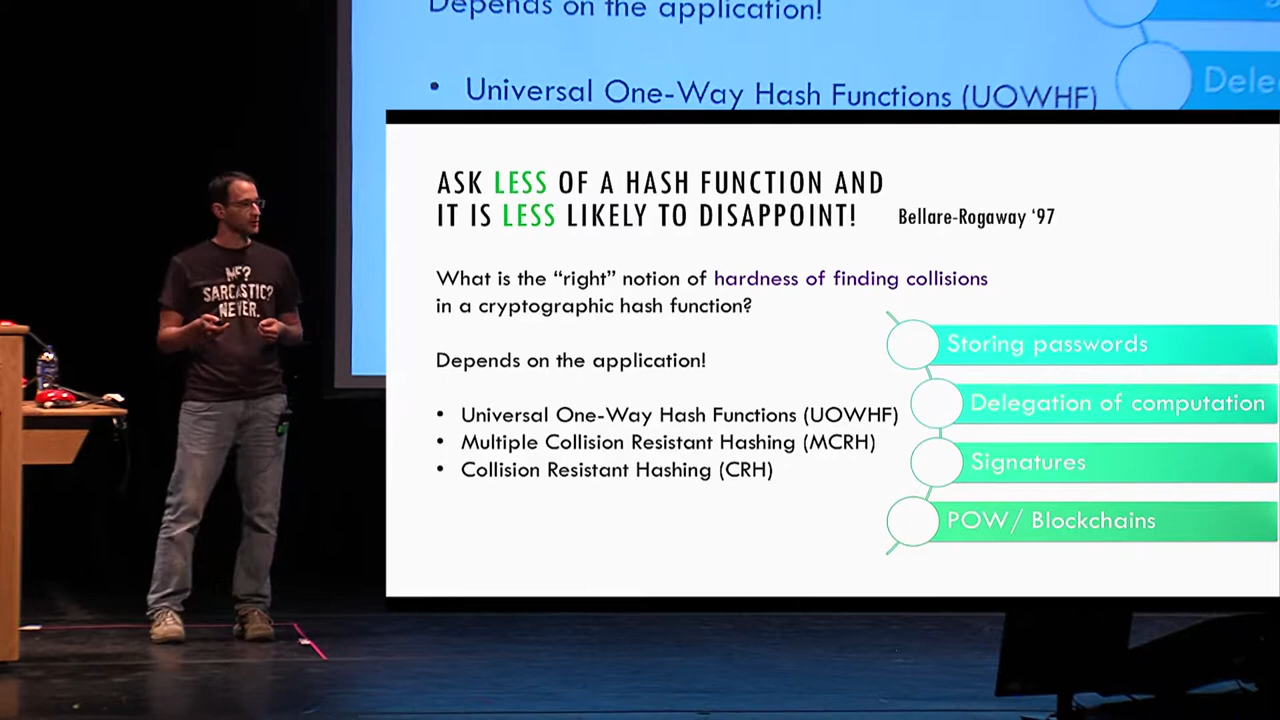 Depends on the application!
• Universal One-Way Hash Functions (UOWHF)
ME?
SARCASTIC?
NEVER.
ASK LESS OF A HASH FUNCTION AND
IT IS LESS LIKELY TO DISAPPOINT!
Bellare-Rogaway ‘97
What is the “right” notion of hardness of finding collisions
in a cryptographic hash function?
Depends on the application!
• Universal One-Way Hash Functions (UOWHF)
• Multiple Collision Resistant Hashing (MCRH)
• Collision Resistant Hashing (CRH)
Storing passwords
Delegation of computation
Signatures
POW/ Blockchains